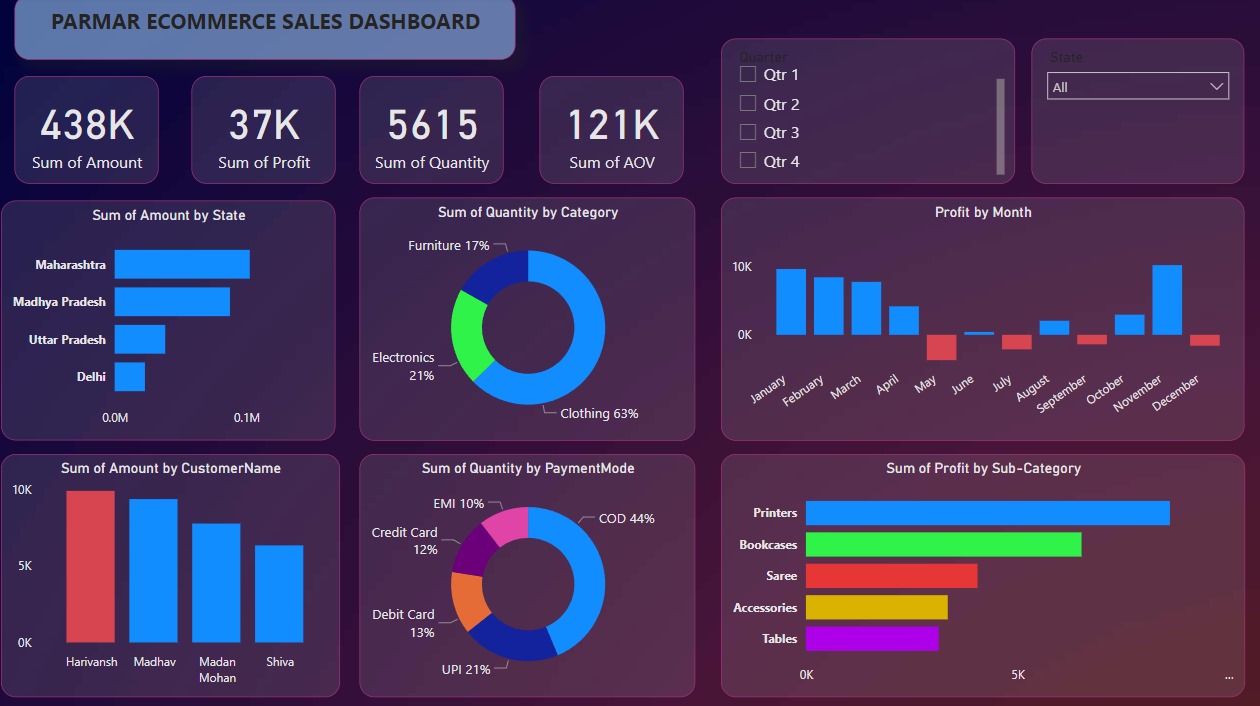 PARMAR ECOMMERCE SALES DASHBOARD
438K
Sum of Amount
37K
Sum of Profit
5615
Sum of Quantity
121K
Sum of AOV
Quarter
Qtr 1
Qtr 2
Qtr 3
Qtr 4
State
All
Sum of Amount by State
Maharashtra
Madhya Pradesh
Uttar Pradesh
Delhi
0.0M 0.1M
Sum of Quantity by Category
Furniture 17%
Electronics
21%
Clothing 63%
Profit by Month
10K
0K
January February March April May June July August September October November December
Sum of Amount by CustomerName
10K
5K
0K
Harivansh Madhav Madan Shiva
Mohan
Sum of Quantity by PaymentMode
EMI 10%
COD 44%
Credit Card
12%
Debit Card
13%
UPI 21%
Sum of Profit by Sub-Category
Printers
Bookcases
Saree
Accessories
Tables
0K 5K ...